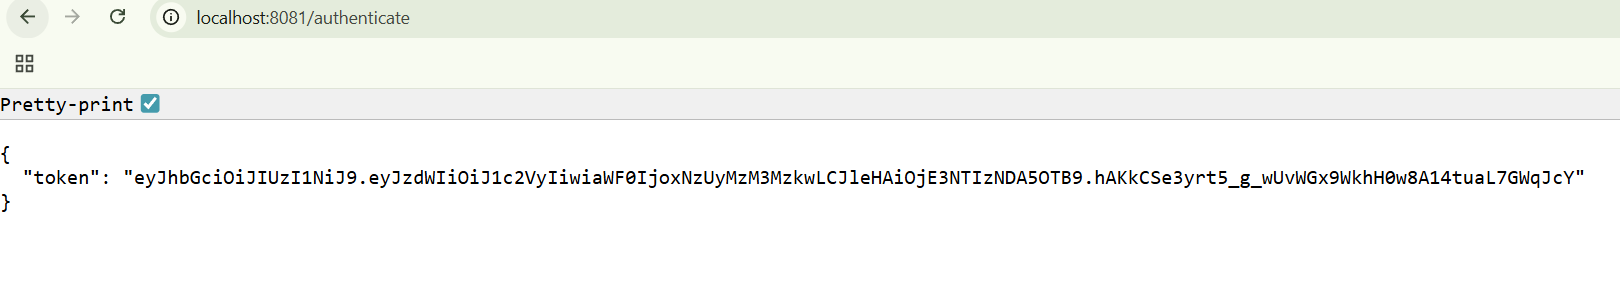 localhost:8081/authenticate
Pretty-print
{
"token": "eyJhbGciOiJIUzI1NiJ9.eyJzdWIiOiJ1c2VyIiwiaWF0IjoxNzUyMzM3MzkwLCJleHAiOjE3NTIzNDA5OTB9.hAKkCSe3yrt5_g_wUvWGx9WkhH0w8A14tuaL7GWqJcY"
}